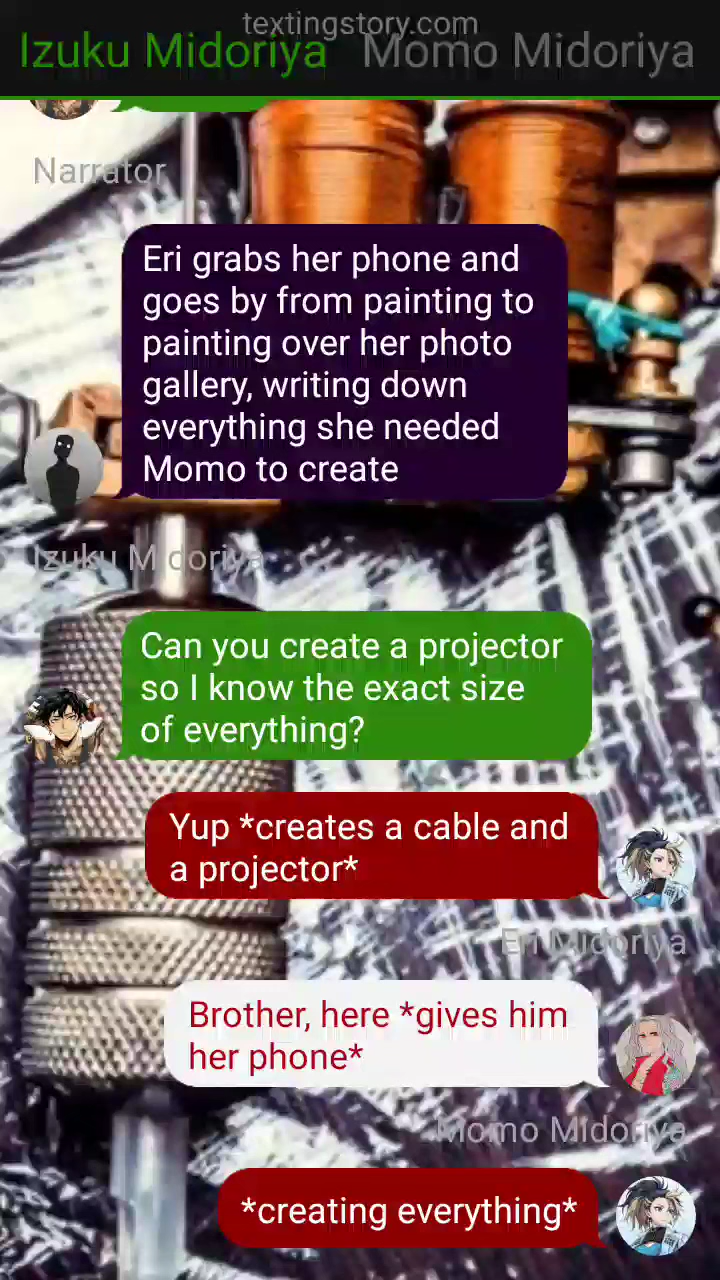 textingstory.com
Izuku Midoriya Momo Midoriya
Narrator
Eri grabs her phone and
goes by from painting to
painting over her photo
gallery, writing down
everything she needed
Momo to create
Izuku Midoriya
Can you create a projector
so I know the exact size
of everything?
Yup *creates a cable and
a projector*
Eri Midoriya
Brother, here *gives him
her phone*
Momo Midoriya
*creating everything*